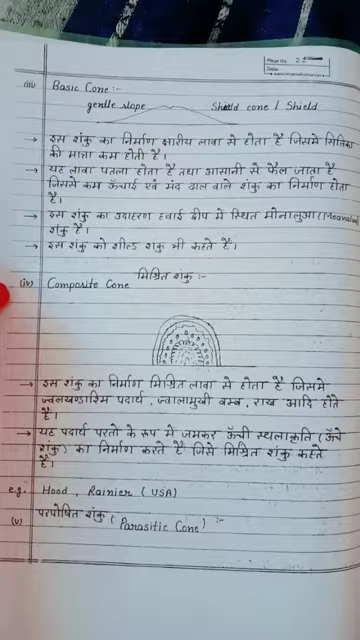 Page No. 22
Date
(iii) Basic Cone :-
gentle slope Shield cone / Shield
→ इस शंकु का निर्माण क्षारीय लावा से होता है जिसमे सिलिका
की मात्रा कम होती है।
→ यह लावा पतला होता है तथा आसानी से फैल जाता है
जिससे कम ऊँचाई एवं मंद ढाल वाले शंकु का निर्माण होता
है।
→ इस शंकु का उदाहरण हवाई द्वीप मे स्थित मोनालुआ (Moanalua)
शंकु है।
→ इस शंकु को शील्ड शंकु भी कहते है।
मिश्रित शंकु :-
(iv) Composite Cone
→ इस शंकु का निर्माण मिश्रित लावा से होता है जिसमे
ज्वलखण्डाश्मि पदार्थ, ज्वालामुखी बम्ब, राख आदि होते
है।
→ यह पदार्थ परतो के रूप मे जमकर ऊँची स्थलाकृति (ऊँचे
शंकु) का निर्माण करते है जिसे मिश्रित शंकु कहते
है।
e.g. Hood, Rainier (USA)
(v) परपोषित शंकु (Parasitic Cone) :-